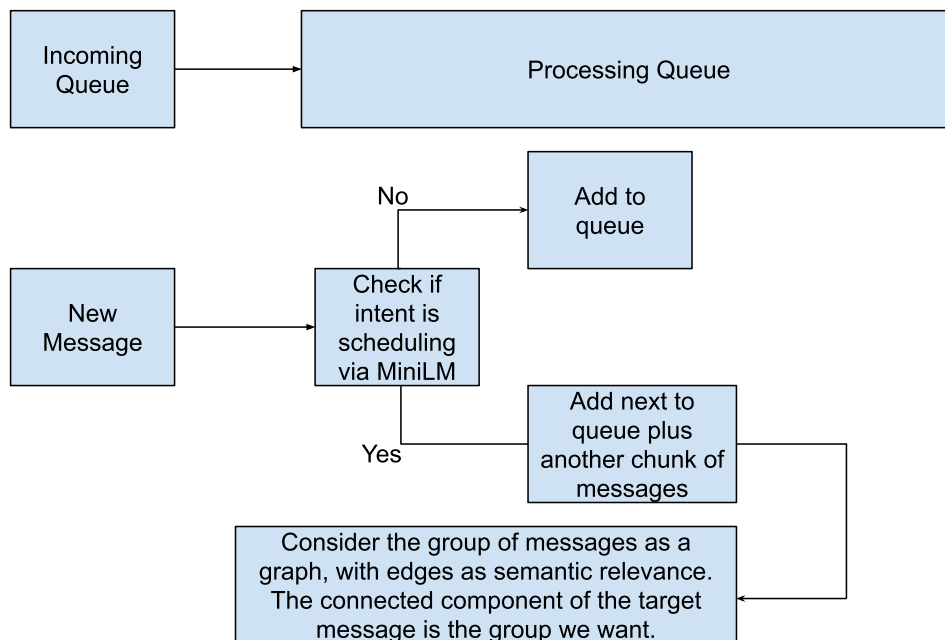 Incoming
Queue
Processing Queue
No
Add to
queue
New
Message
Check if
intent is
scheduling
via MiniLM
Yes
Add next to
queue plus
another chunk of
messages
Consider the group of messages as a
graph, with edges as semantic relevance.
The connected component of the target
message is the group we want.